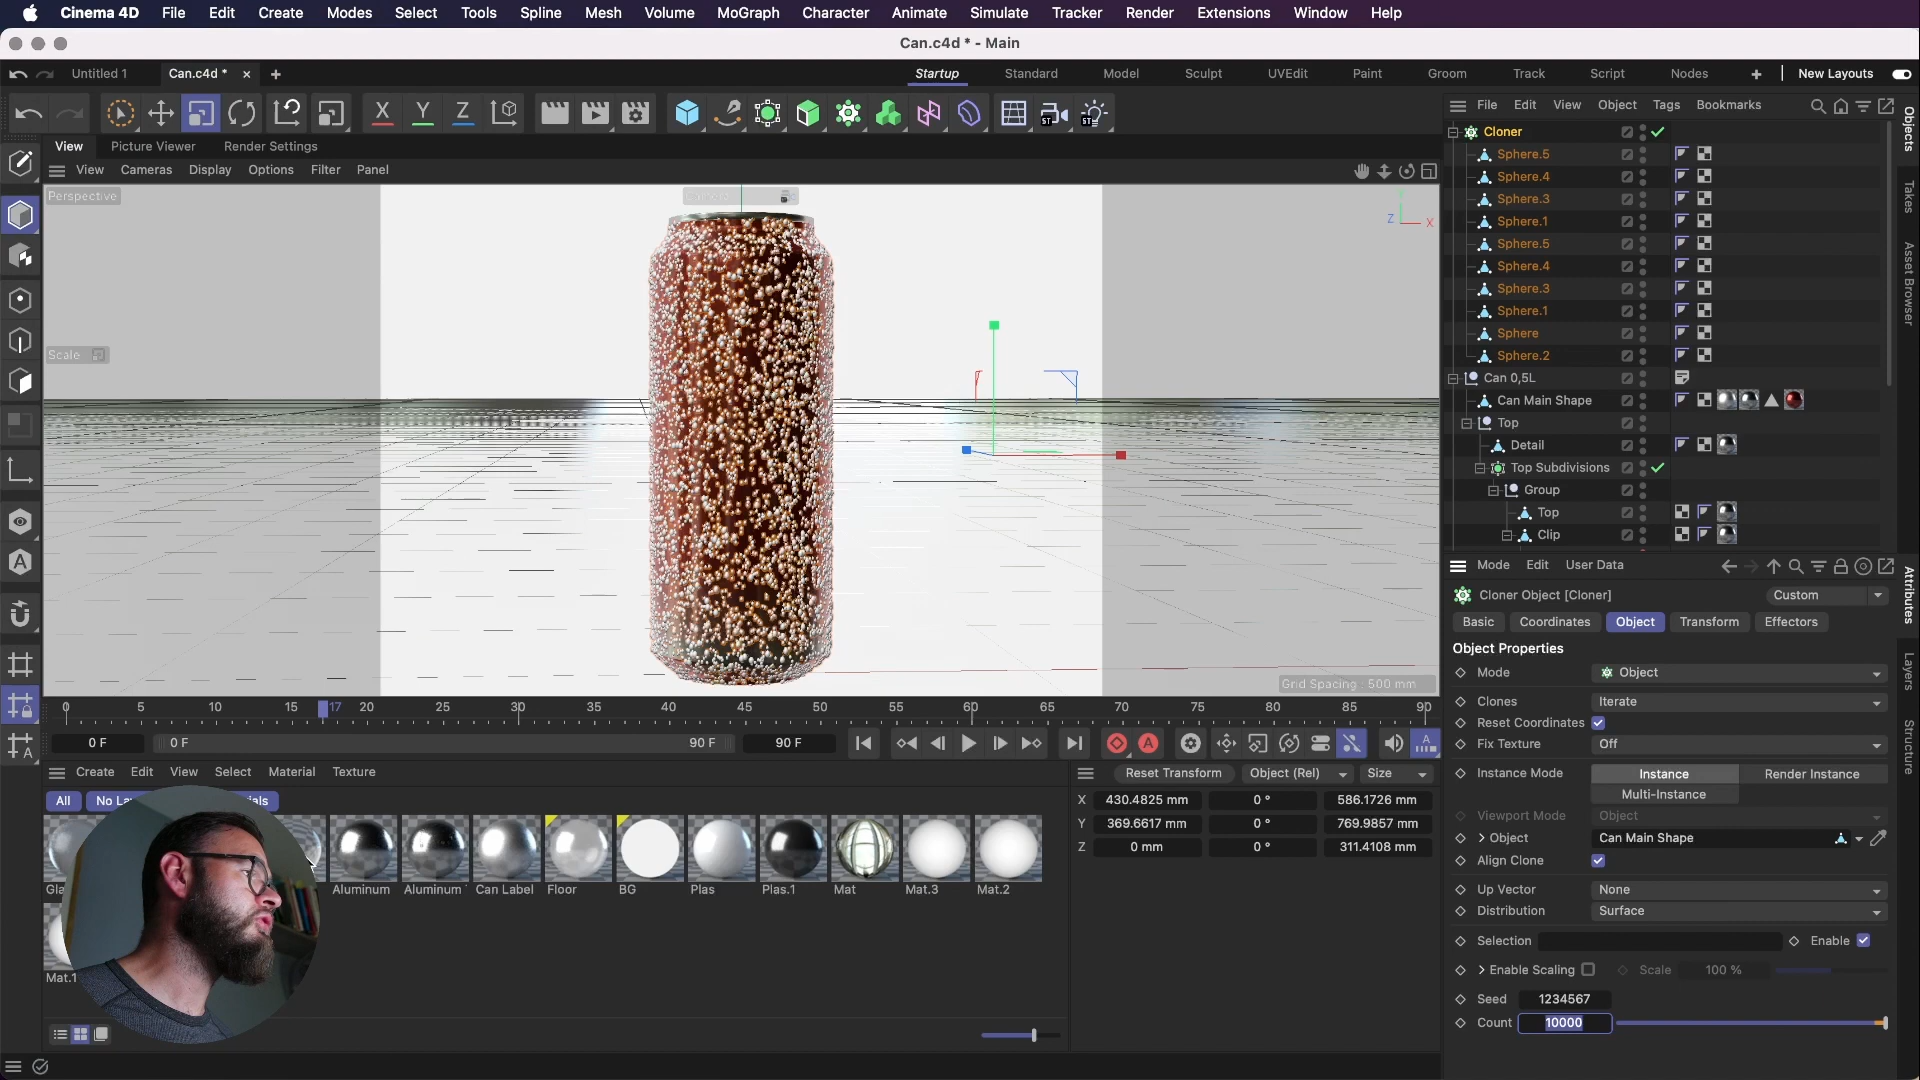 Cinema 4D File Edit Create Modes Select Tools Spline Mesh Volume MoGraph Character Animate Simulate Tracker Render Extensions Window Help
Can.c4d * - Main
Untitled 1 Can.c4d * Startup Standard Model Sculpt UVEdit Paint Groom Track Script Nodes New Layouts
X Y Z ST ST
View Picture Viewer Render Settings
View Cameras Display Options Filter Panel
Perspective
Z X
Scale
Grid Spacing : 500 mm
0 5 10 15 17 20 25 30 35 40 45 50 55 60 65 70 75 80 85 90
0 F 0 F 90 F 90 F
Create Edit View Select Material Texture
All
Aluminum Can Label Floor BG Plas Plas.1 Mat Mat.3 Mat.2
Mat.1
Reset Transform Object (Rel) Size
X 430.4825 mm 0 ° 586.1726 mm
Y 369.6617 mm 0 ° 769.9857 mm
Z 0 mm 0 ° 311.4108 mm
File Edit View Object Tags Bookmarks
Cloner
Sphere.5
Sphere.4
Sphere.3
Sphere.1
Sphere.5
Sphere.4
Sphere.3
Sphere.1
Sphere
Sphere.2
Can 0,5L
Can Main Shape
Top
Detail
Top Subdivisions
Group
Top
Clip
Mode Edit User Data
Cloner Object [Cloner] Custom
Basic Coordinates Object Transform Effectors
Object Properties
Mode Object
Clones Iterate
Reset Coordinates
Fix Texture Off
Instance Mode Instance Render Instance
Multi-Instance
Viewport Mode Object
Object Can Main Shape
Align Clone
Up Vector None
Distribution Surface
Selection Enable
Enable Scaling Scale 100 %
Seed 1234567
Count 10000
Objects
Takes
Asset Browser
Attributes
Layers
Structure